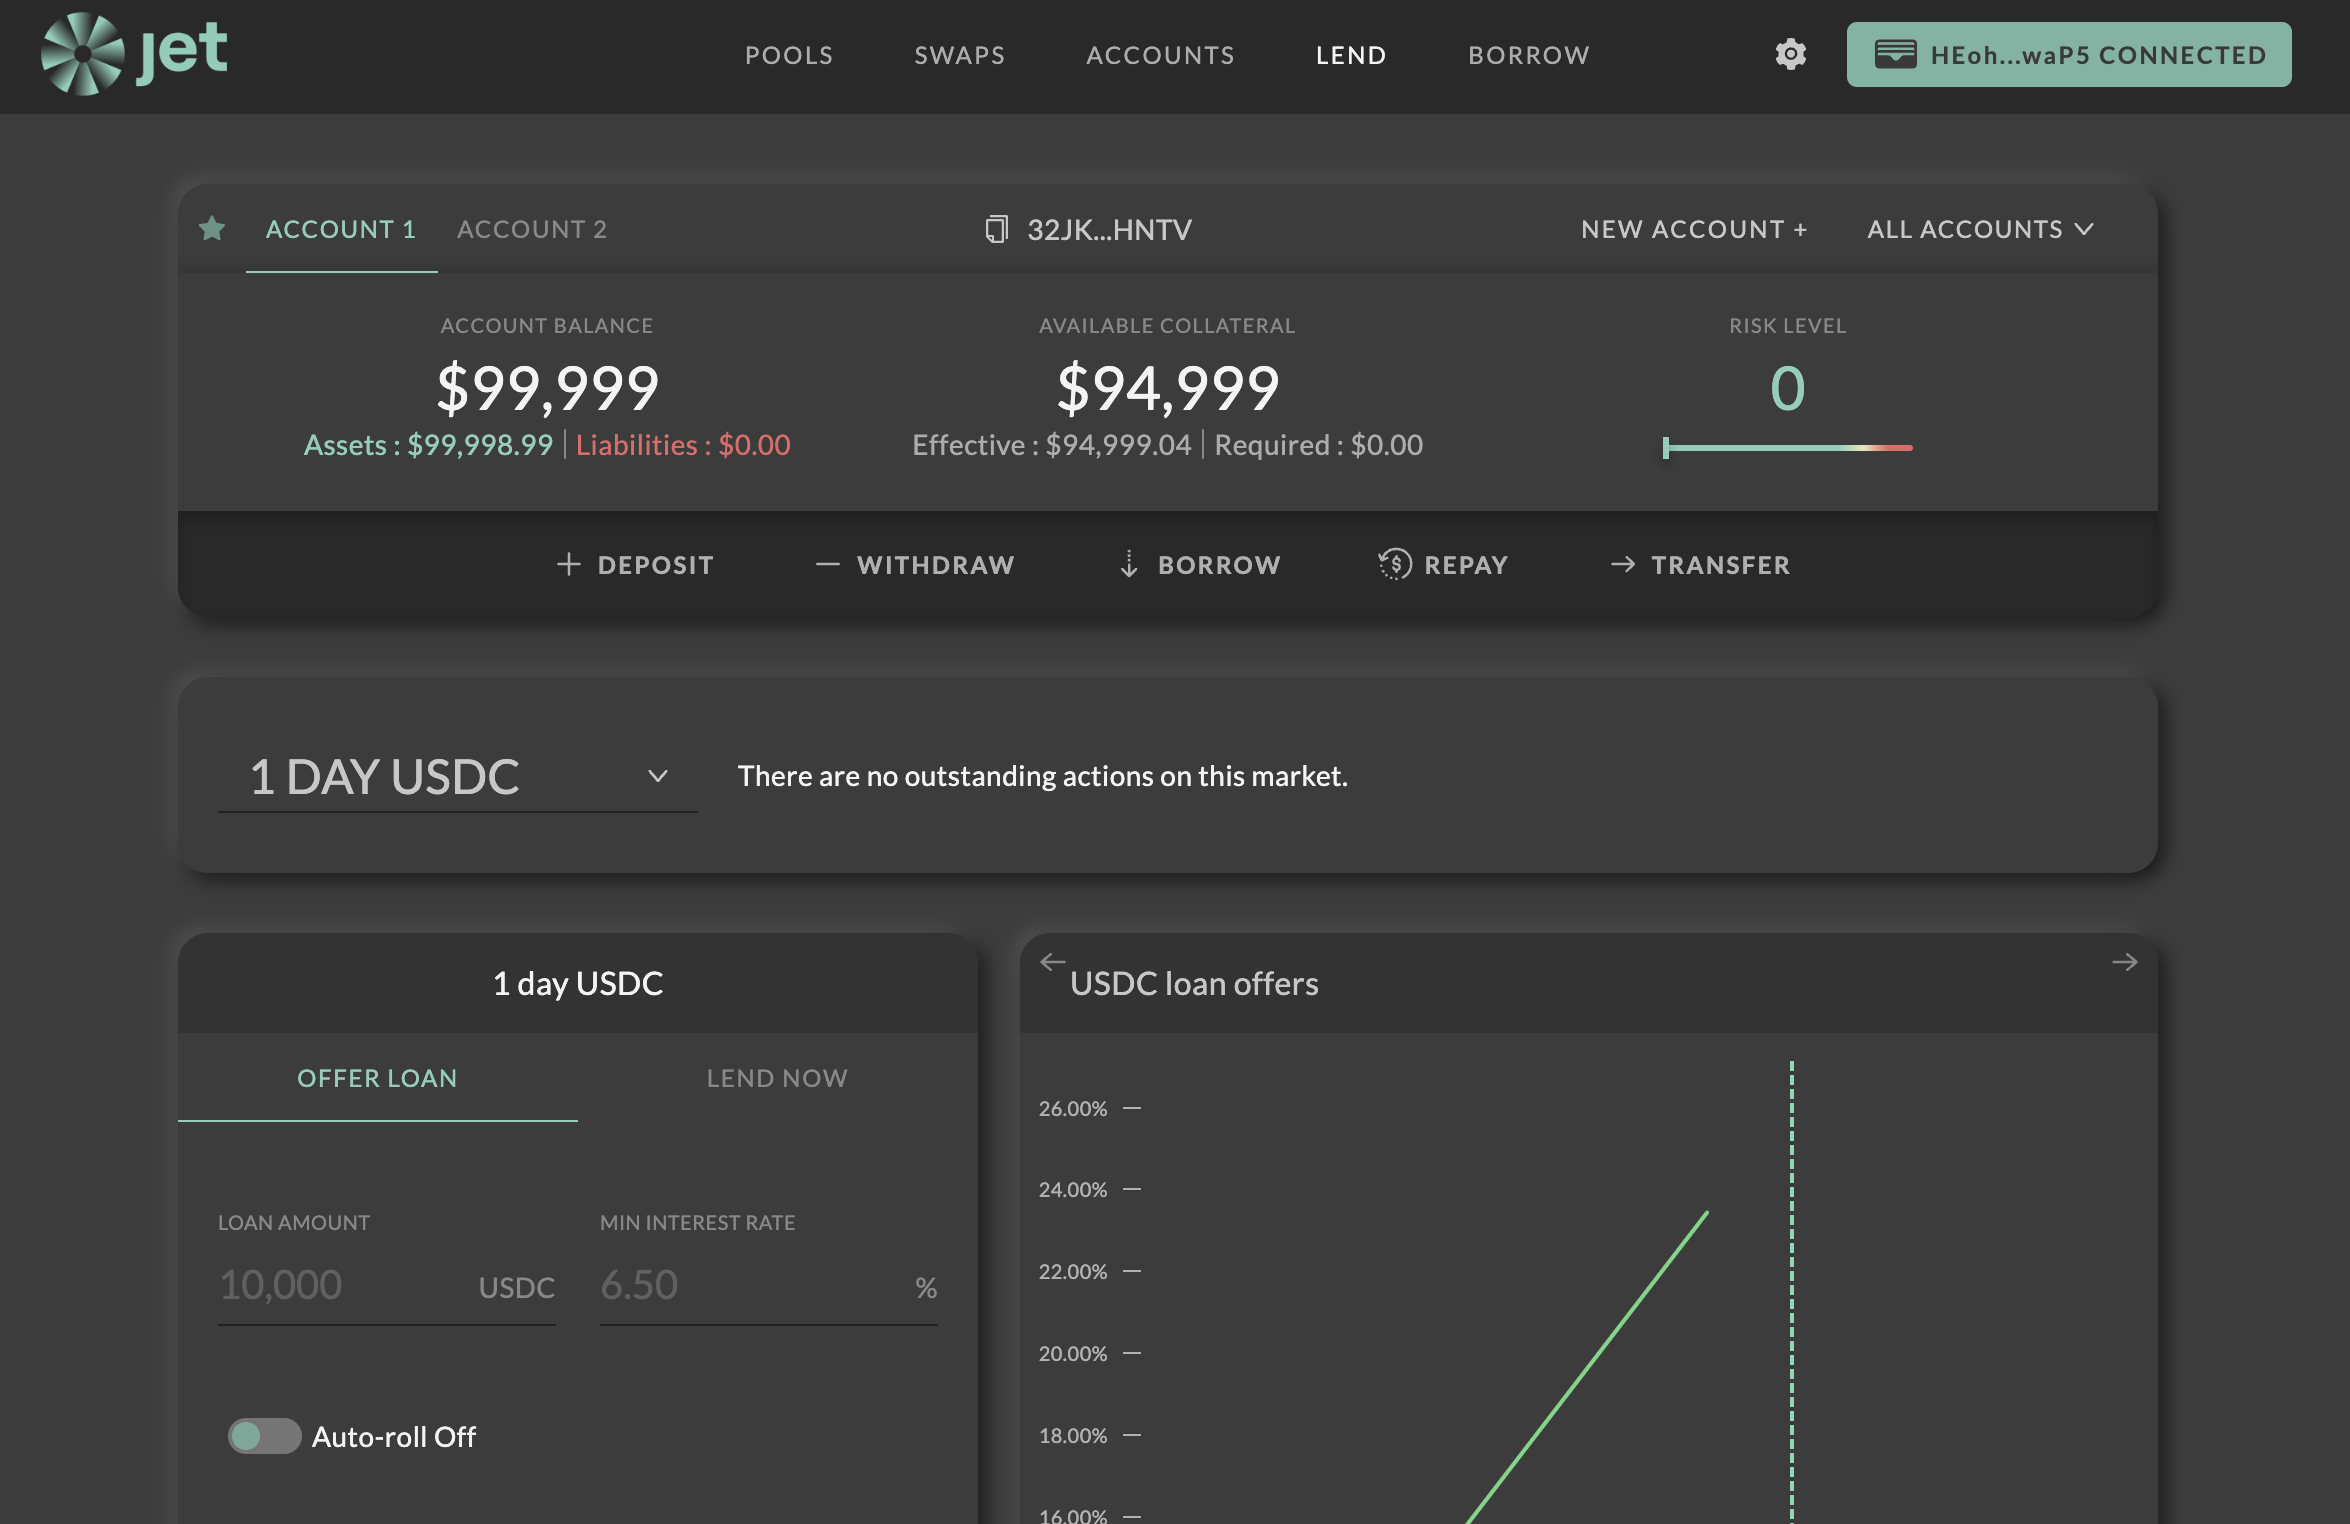 jet
POOLS SWAPS ACCOUNTS LEND BORROW
HEoh...waP5 CONNECTED
ACCOUNT 1 ACCOUNT 2
32JK...HNTV
NEW ACCOUNT + ALL ACCOUNTS
ACCOUNT BALANCE
$99,999
Assets : $99,998.99 Liabilities : $0.00
AVAILABLE COLLATERAL
$94,999
Effective : $94,999.04 Required : $0.00
RISK LEVEL
0
DEPOSIT WITHDRAW BORROW REPAY TRANSFER
1 DAY USDC
There are no outstanding actions on this market.
1 day USDC
OFFER LOAN LEND NOW
LOAN AMOUNT
10,000 USDC
MIN INTEREST RATE
6.50 %
Auto-roll Off
USDC loan offers
26.00%
24.00%
22.00%
20.00%
18.00%
16.00%